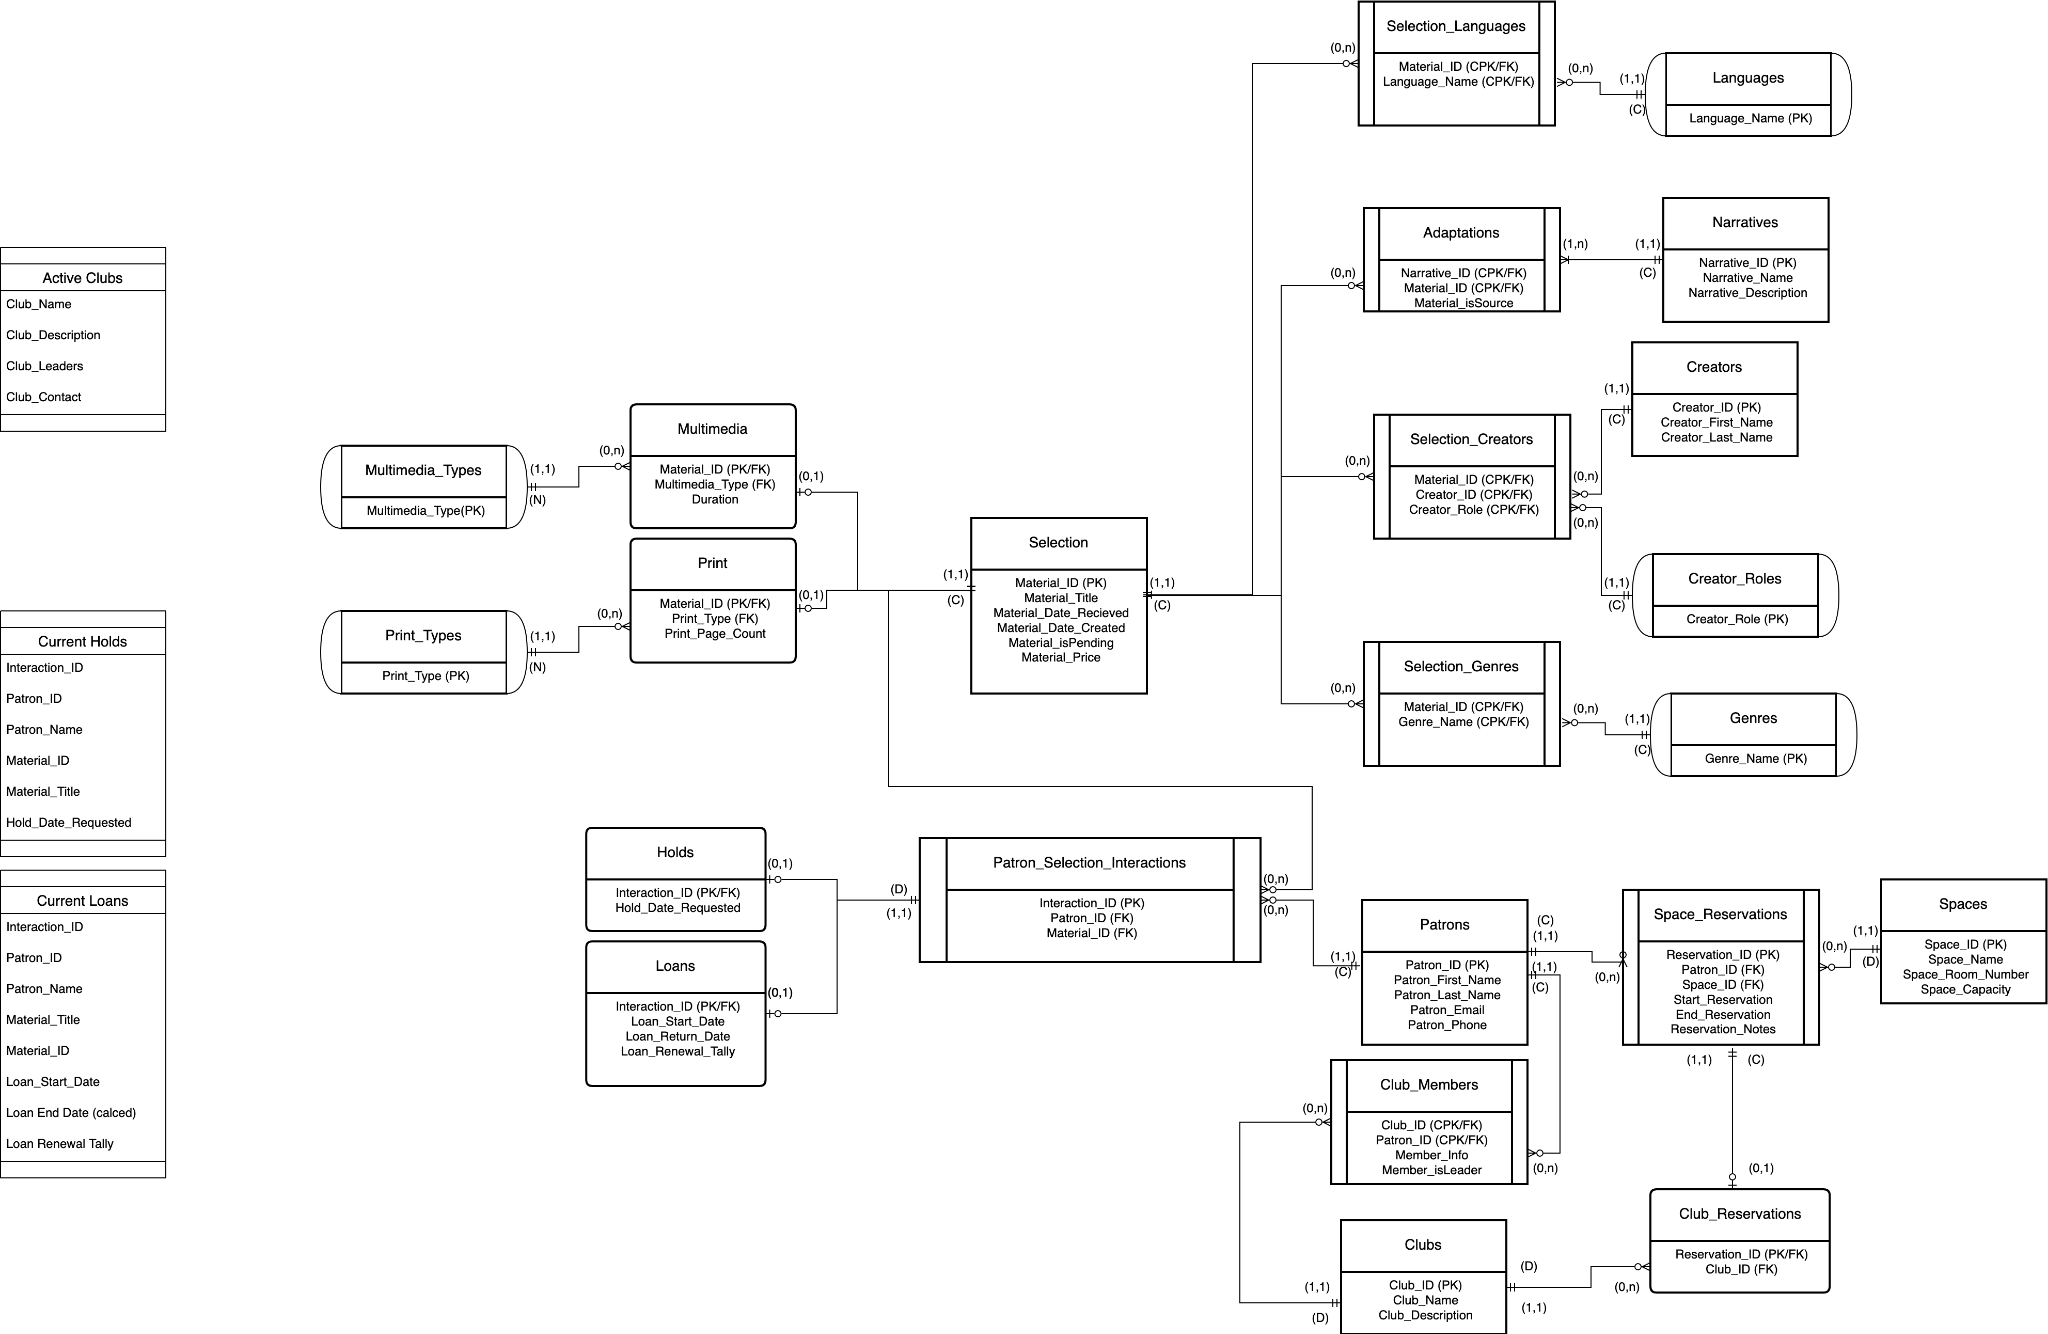 Selection_Languages
Material_ID (CPK/FK)
Language_Name (CPK/FK)
(0,n)
(0,n)
(1,1)
(C)
Languages
Language_Name (PK)
Adaptations
Narrative_ID (CPK/FK)
Material_ID (CPK/FK)
Material_isSource
(0,n)
(1,n)
(1,1)
(C)
Narratives
Narrative_ID (PK)
Narrative_Name
Narrative_Description
Active Clubs
Club_Name
Club_Description
Club_Leaders
Club_Contact
Creators
Creator_ID (PK)
Creator_First_Name
Creator_Last_Name
(1,1)
(C)
Selection_Creators
Material_ID (CPK/FK)
Creator_ID (CPK/FK)
Creator_Role (CPK/FK)
(0,n)
(0,n)
(0,n)
(1,1)
(C)
Creator_Roles
Creator_Role (PK)
Multimedia_Types
Multimedia_Type(PK)
(1,1)
(N)
(0,n)
Multimedia
Material_ID (PK/FK)
Multimedia_Type (FK)
Duration
(0,1)
Print_Types
Print_Type (PK)
(1,1)
(N)
(0,n)
Print
Material_ID (PK/FK)
Print_Type (FK)
Print_Page_Count
(0,1)
(1,1)
(C)
Selection
Material_ID (PK)
Material_Title
Material_Date_Recieved
Material_Date_Created
Material_isPending
Material_Price
(1,1)
(C)
Selection_Genres
Material_ID (CPK/FK)
Genre_Name (CPK/FK)
(0,n)
(0,n)
(1,1)
(C)
Genres
Genre_Name (PK)
Current Holds
Interaction_ID
Patron_ID
Patron_Name
Material_ID
Material_Title
Hold_Date_Requested
Current Loans
Interaction_ID
Patron_ID
Patron_Name
Material_Title
Material_ID
Loan_Start_Date
Loan End Date (calced)
Loan Renewal Tally
Holds
Interaction_ID (PK/FK)
Hold_Date_Requested
(0,1)
Loans
Interaction_ID (PK/FK)
Loan_Start_Date
Loan_Return_Date
Loan_Renewal_Tally
(0,1)
(D)
(1,1)
Patron_Selection_Interactions
Interaction_ID (PK)
Patron_ID (FK)
Material_ID (FK)
(0,n)
(0,n)
(1,1)
(C)
Patrons
Patron_ID (PK)
Patron_First_Name
Patron_Last_Name
Patron_Email
Patron_Phone
(C)
(1,1)
(1,1)
(C)
(0,n)
Space_Reservations
Reservation_ID (PK)
Patron_ID (FK)
Space_ID (FK)
Start_Reservation
End_Reservation
Reservation_Notes
(0,n)
(1,1)
(D)
Spaces
Space_ID (PK)
Space_Name
Space_Room_Number
Space_Capacity
(1,1)
(C)
(0,1)
Club_Members
Club_ID (CPK/FK)
Patron_ID (CPK/FK)
Member_Info
Member_isLeader
(0,n)
(0,n)
Clubs
Club_ID (PK)
Club_Name
Club_Description
(1,1)
(D)
(D)
(1,1)
(0,n)
Club_Reservations
Reservation_ID (PK/FK)
Club_ID (FK)